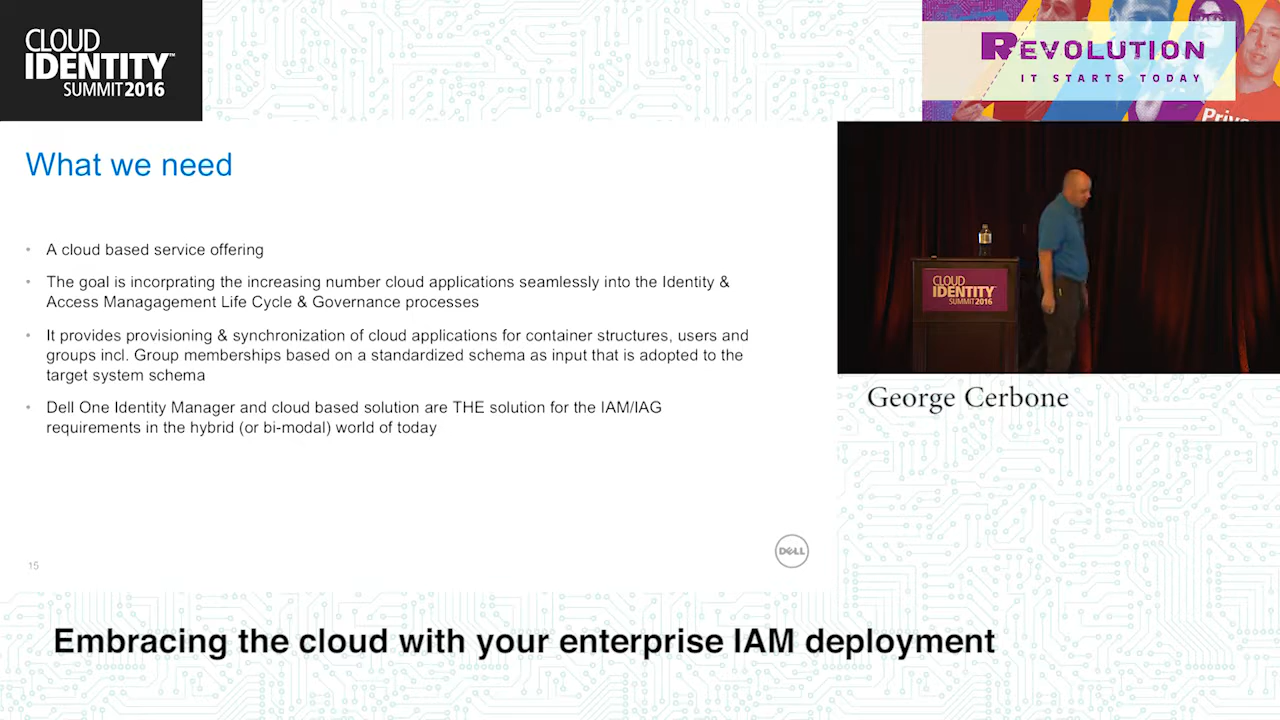 CLOUD
IDENTITY™
SUMMIT 2016
REVOLUTION
IT STARTS TODAY
Priv
What we need
• A cloud based service offering
• The goal is incorprating the increasing number cloud applications seamlessly into the Identity &
Access Managagement Life Cycle & Governance processes
• It provides provisioning & synchronization of cloud applications for container structures, users and
groups incl. Group memberships based on a standardized schema as input that is adopted to the
target system schema
• Dell One Identity Manager and cloud based solution are THE solution for the IAM/IAG
requirements in the hybrid (or bi-modal) world of today
15
DELL
CLOUD
IDENTITY
SUMMIT 2016
George Cerbone
Embracing the cloud with your enterprise IAM deployment